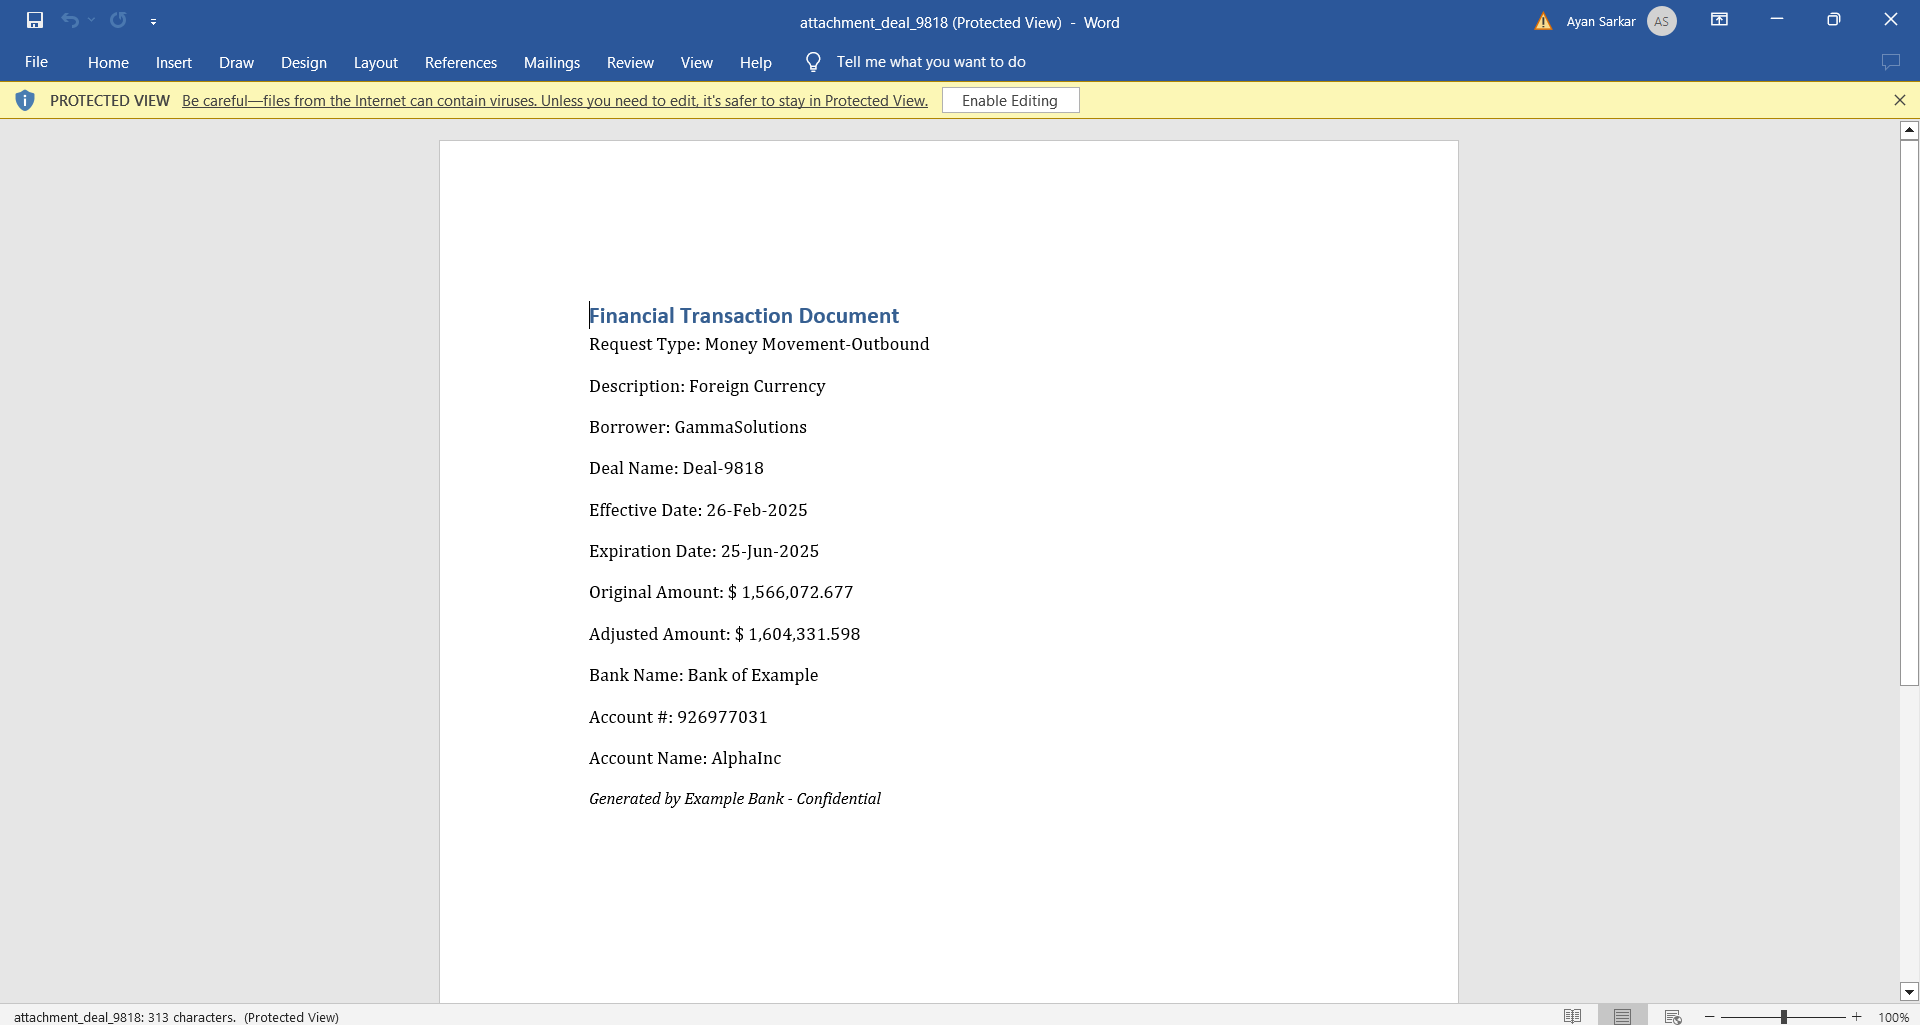 attachment_deal_9818 (Protected View) - Word
Ayan Sarkar AS
File Home Insert Draw Design Layout References Mailings Review View Help Tell me what you want to do
PROTECTED VIEW Be careful—files from the Internet can contain viruses. Unless you need to edit, it's safer to stay in Protected View. Enable Editing
Financial Transaction Document
Request Type: Money Movement-Outbound
Description: Foreign Currency
Borrower: GammaSolutions
Deal Name: Deal-9818
Effective Date: 26-Feb-2025
Expiration Date: 25-Jun-2025
Original Amount: $ 1,566,072.677
Adjusted Amount: $ 1,604,331.598
Bank Name: Bank of Example
Account #: 926977031
Account Name: AlphaInc
Generated by Example Bank - Confidential
attachment_deal_9818: 313 characters. (Protected View)
100%